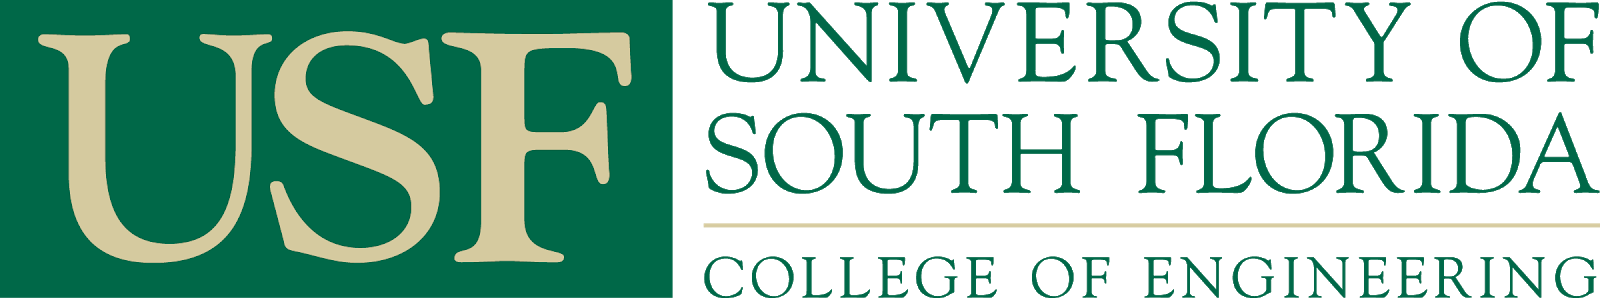 USF
UNIVERSITY OF
SOUTH FLORIDA
COLLEGE OF ENGINEERING